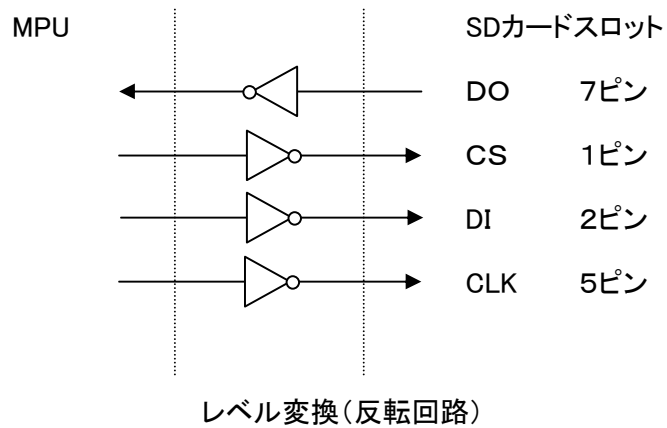 MPU SDカードスロット
DO 7ピン
CS 1ピン
DI 2ピン
CLK 5ピン
レベル変換(反転回路)